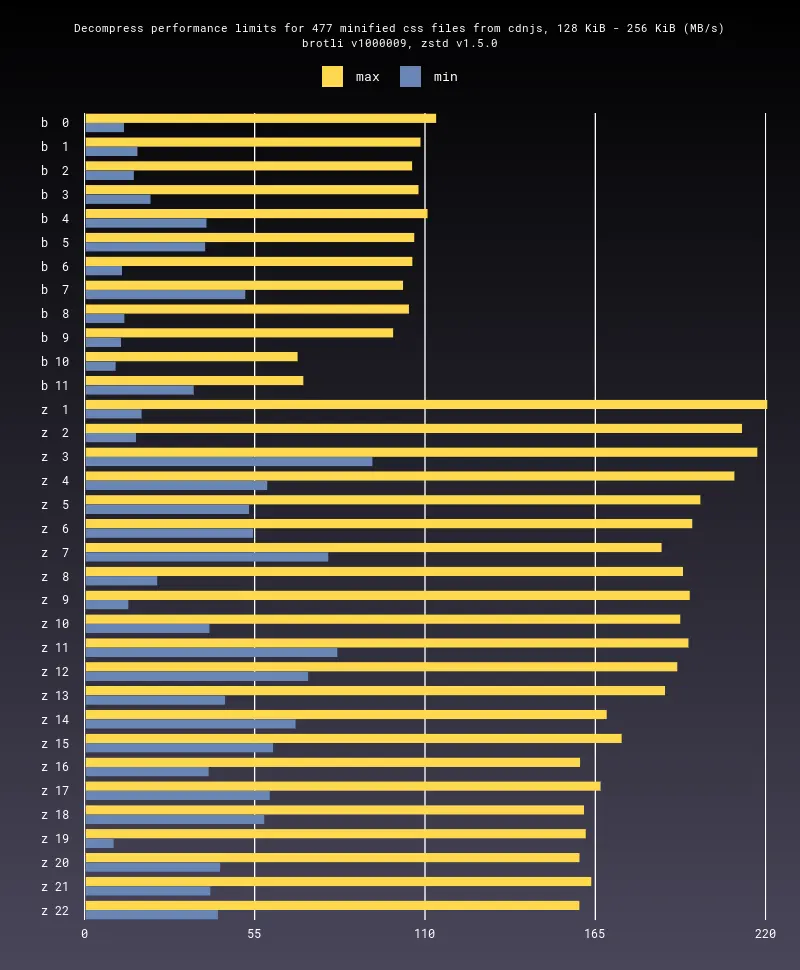 Decompress performance limits for 477 minified css files from cdnjs, 128 KiB - 256 KiB (MB/s)
brotli v1000009, zstd v1.5.0
max min
b 0
b 1
b 2
b 3
b 4
b 5
b 6
b 7
b 8
b 9
b 10
b 11
z 1
z 2
z 3
z 4
z 5
z 6
z 7
z 8
z 9
z 10
z 11
z 12
z 13
z 14
z 15
z 16
z 17
z 18
z 19
z 20
z 21
z 22
0 55 110 165 220